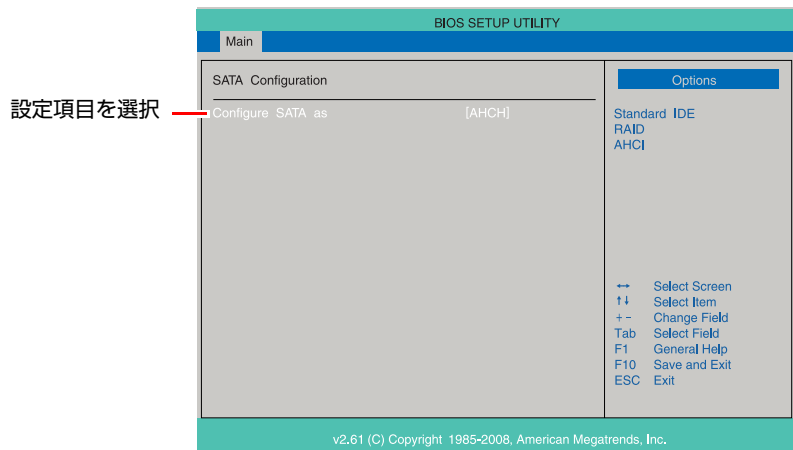 BIOS SETUP UTILITY
Main
SATA Configuration
設定項目を選択
Configure SATA as [AHCH]
Options
Standard IDE
RAID
AHCI
↔ Select Screen
↑↓ Select Item
+- Change Field
Tab Select Field
F1 General Help
F10 Save and Exit
ESC Exit
v2.61 (C) Copyright 1985-2008, American Megatrends, Inc.